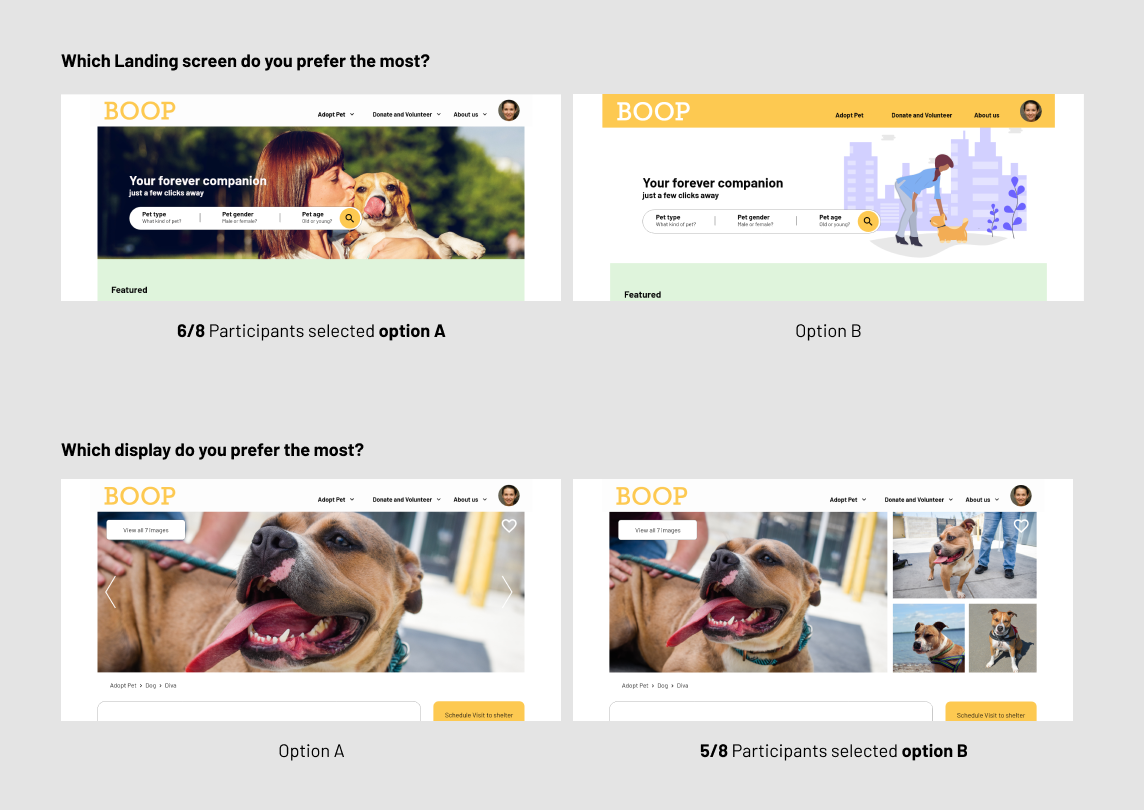 Which Landing screen do you prefer the most?
BOOP
Adopt Pet
Donate and Volunteer
About us
Your forever companion
just a few clicks away
Pet type
What kind of pet?
Pet gender
Male or female?
Pet age
Old or young?
Featured
6/8 Participants selected option A
BOOP
Adopt Pet
Donate and Volunteer
About us
Your forever companion
just a few clicks away
Pet type
What kind of pet?
Pet gender
Male or female?
Pet age
Old or young?
Featured
Option B
Which display do you prefer the most?
BOOP
Adopt Pet
Donate and Volunteer
About us
View all 7 images
Adopt Pet > Dog > Diva
Schedule Visit to shelter
Option A
BOOP
Adopt Pet
Donate and Volunteer
About us
View all 7 images
Adopt Pet > Dog > Diva
Schedule Visit to shelter
5/8 Participants selected option B